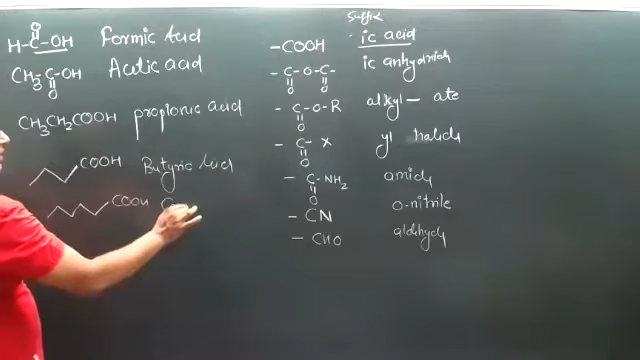 O
||
H-C-OH Formic Acid
CH3-C-OH Acetic acid
||
O
CH3CH2COOH propionic acid
COOH Butyric Acid
COOH
Suffix
-COOH ic acid
-C-O-C- ic anhydride
|| ||
O O
-C-O-R alkyl - ate
||
O
-C-X yl halide
||
O
-C-NH2 amide
||
O
-CN o-nitrile
-CHO aldehyde